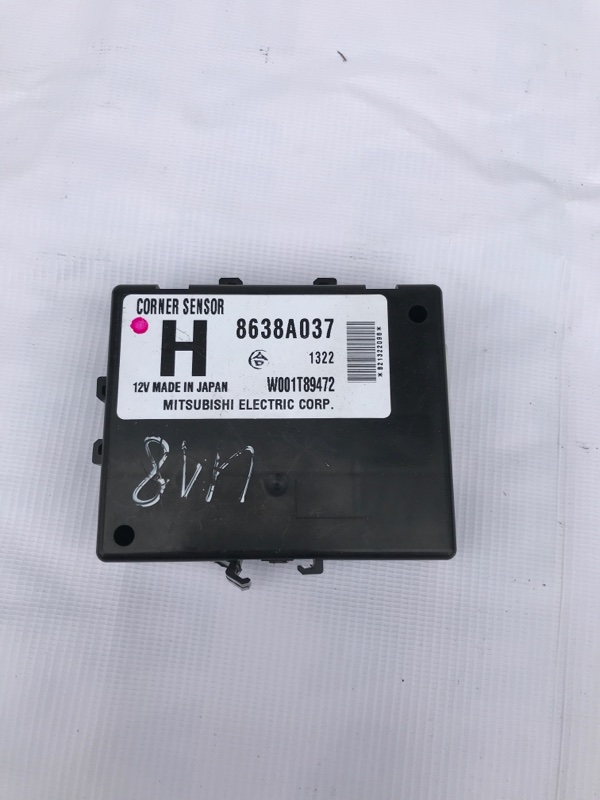 CORNER SENSOR
H 8638A037
1322
12V MADE IN JAPAN W001T89472
MITSUBISHI ELECTRIC CORP.